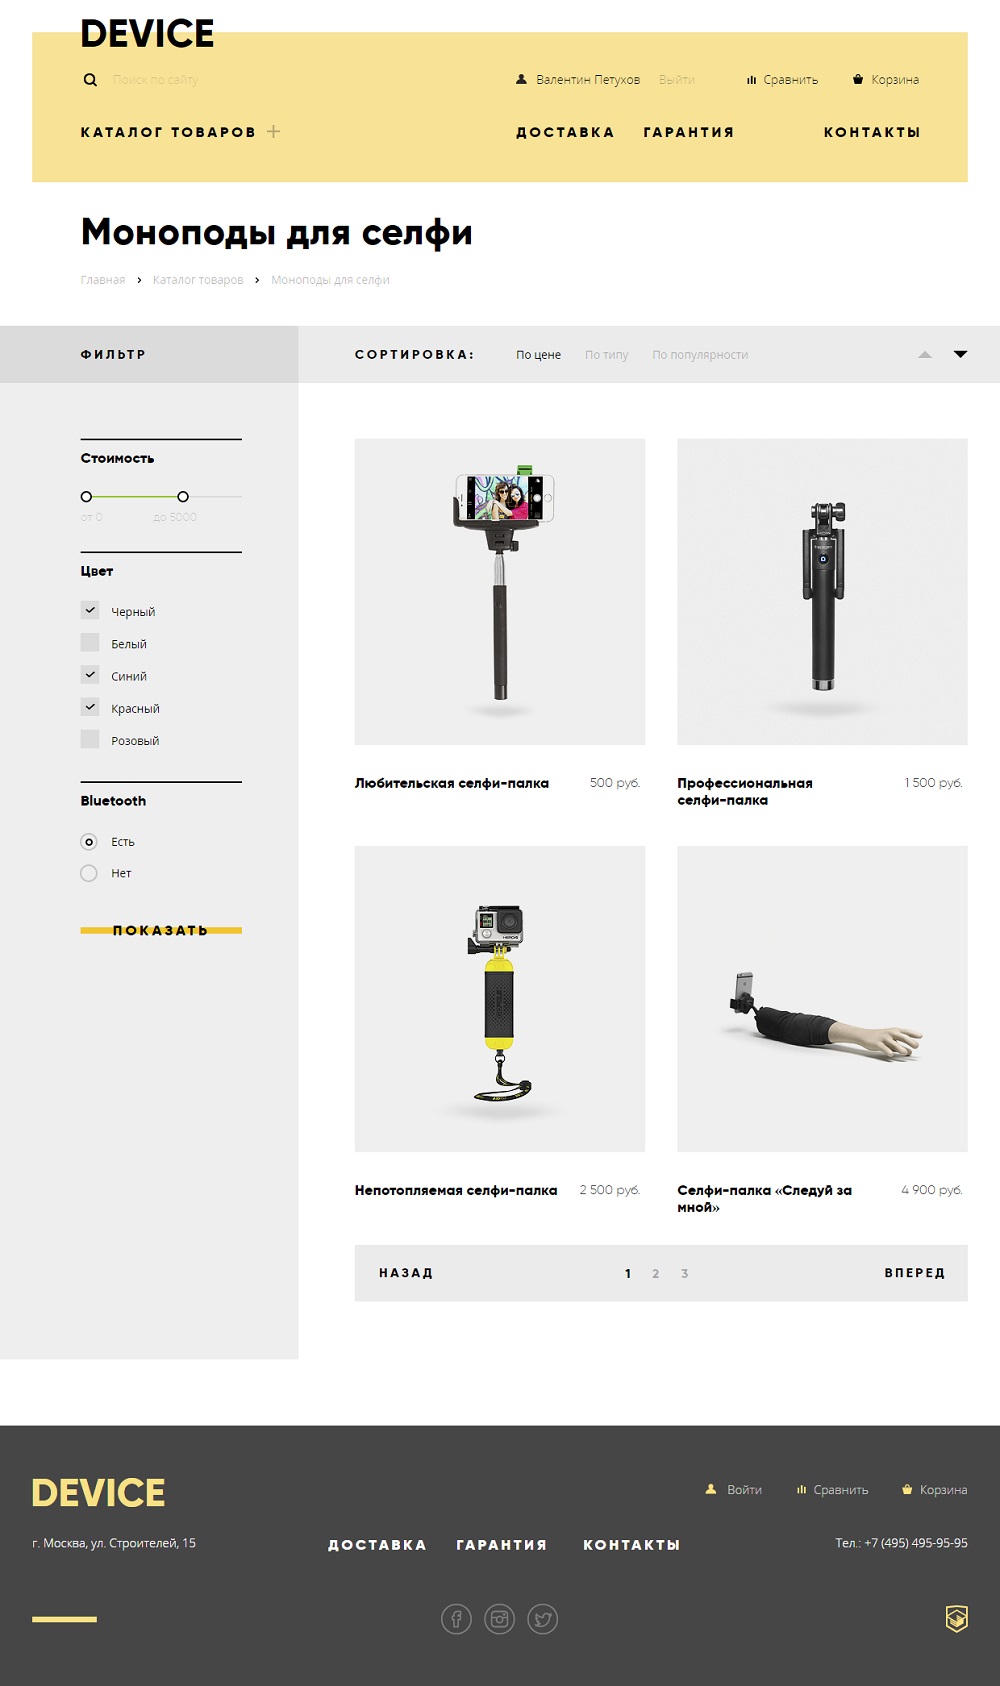 DEVICE
Поиск по сайту
Валентин Петухов Выйти Сравнить Корзина
КАТАЛОГ ТОВАРОВ +
ДОСТАВКА ГАРАНТИЯ КОНТАКТЫ
Моноподы для селфи
Главная › Каталог товаров › Моноподы для селфи
ФИЛЬТР
СОРТИРОВКА: По цене По типу По популярности
Стоимость
от 0 до 5000
Цвет
Черный
Белый
Синий
Красный
Розовый
Bluetooth
Есть
Нет
ПОКАЗАТЬ
Любительская селфи-палка 500 руб.
Профессиональная 1 500 руб.
селфи-палка
HERO4
Непотопляемая селфи-палка 2 500 руб.
Селфи-палка «Следуй за 4 900 руб.
мной»
НАЗАД 1 2 3 ВПЕРЕД
DEVICE
Войти Сравнить Корзина
г. Москва, ул. Строителей, 15
ДОСТАВКА ГАРАНТИЯ КОНТАКТЫ
Тел.: +7 (495) 495-95-95